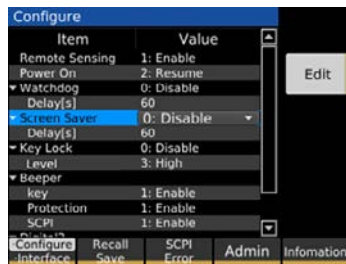 Configure
Item Value
Remote Sensing 1: Enable
Power On 2: Resume
Edit
Watchdog 0: Disable
Delay[s] 60
Screen Saver 0: Disable
Delay[s] 60
Key Lock 0: Disable
Level 3: High
Beeper
key 1: Enable
Protection 1: Enable
SCPI 1: Enable
Configure Recall SCPI Admin Infomation
Interface Save Error